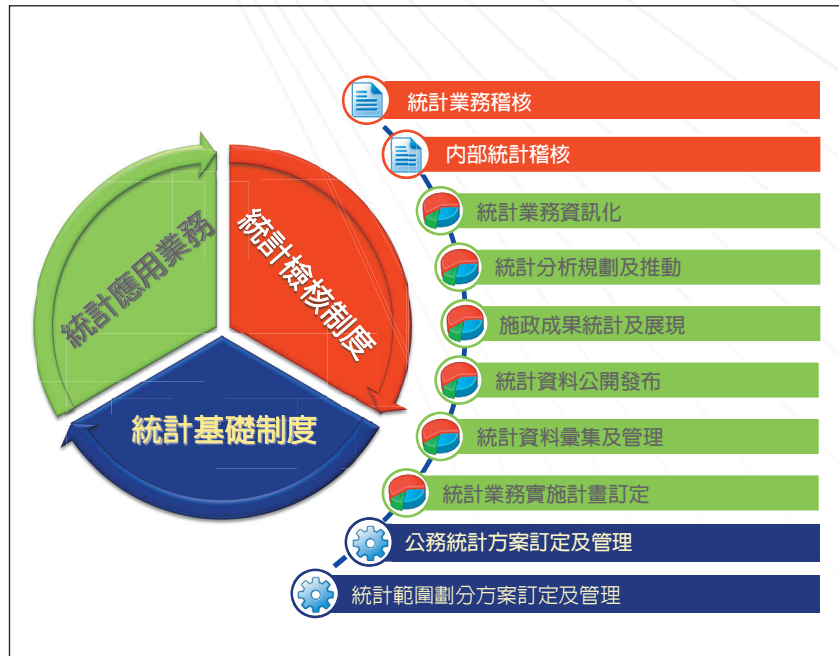 統計應用業務
統計檢核制度
統計基礎制度
統計業務稽核
内部統計稽核
統計業務資訊化
統計分析規劃及推動
施政成果統計及展現
統計資料公開發布
統計資料彙集及管理
統計業務實施計畫訂定
公務統計方案訂定及管理
統計範圍劃分方案訂定及管理